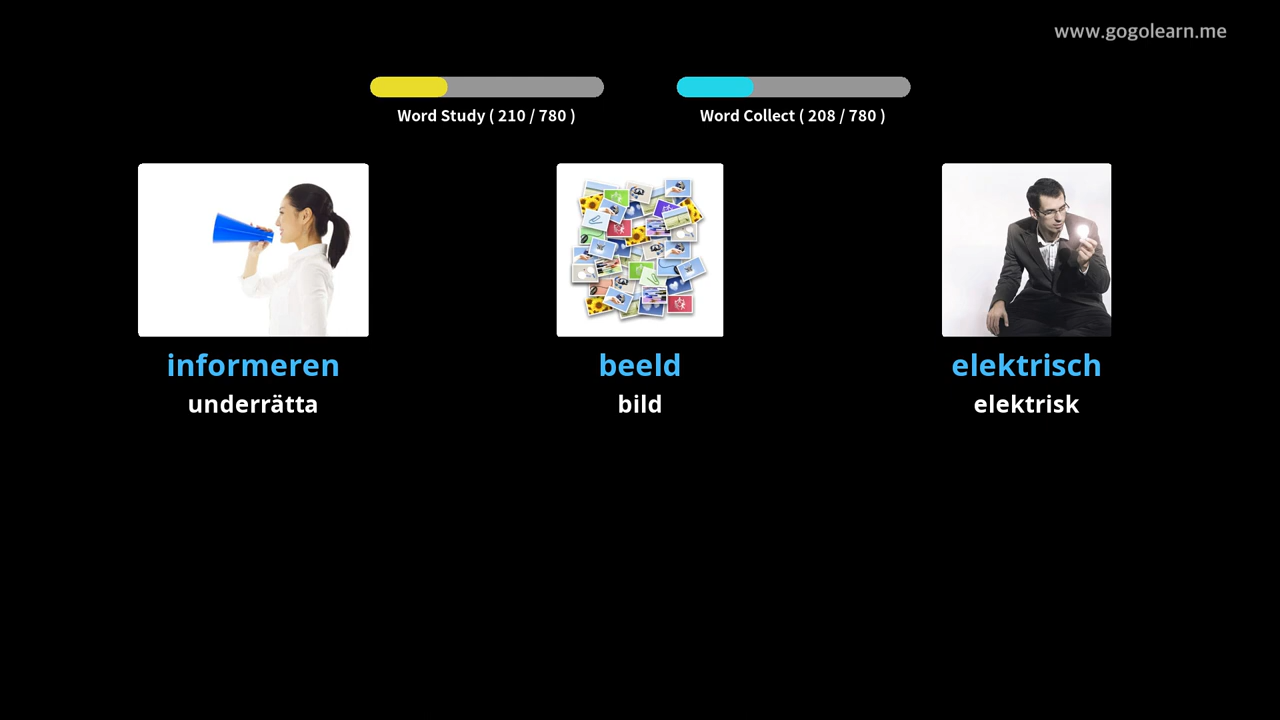 www.gogolearn.me
Word Study ( 210 / 780 )
Word Collect ( 208 / 780 )
informeren
underrätta
beeld
bild
elektrisch
elektrisk